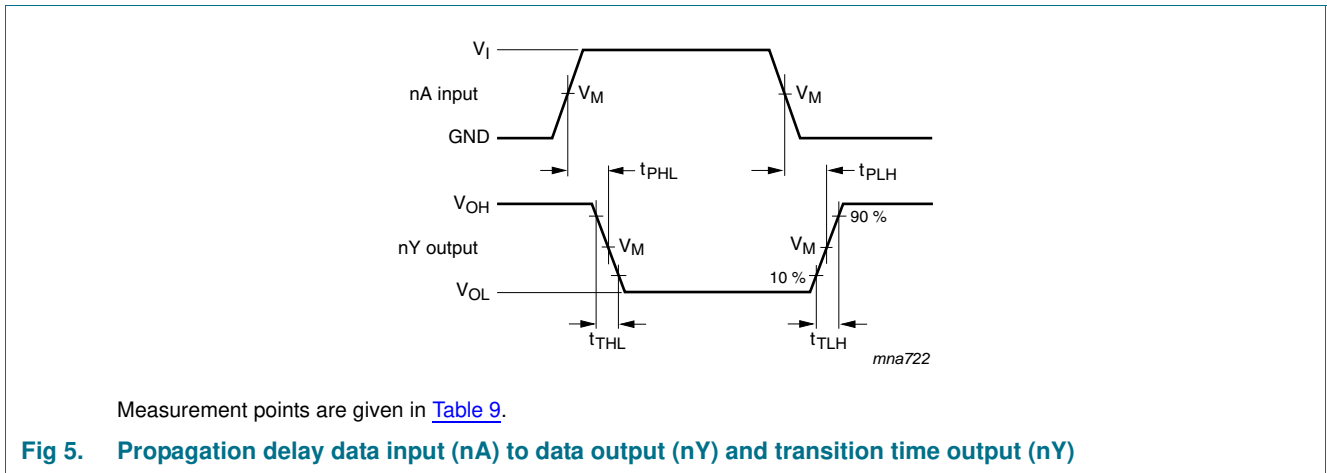 VI
nA input
VM
VM
GND
tPHL
tPLH
VOH
90 %
nY output
VM
VM
10 %
VOL
tTHL
tTLH
mna722
Measurement points are given in Table 9.
Fig 5. Propagation delay data input (nA) to data output (nY) and transition time output (nY)